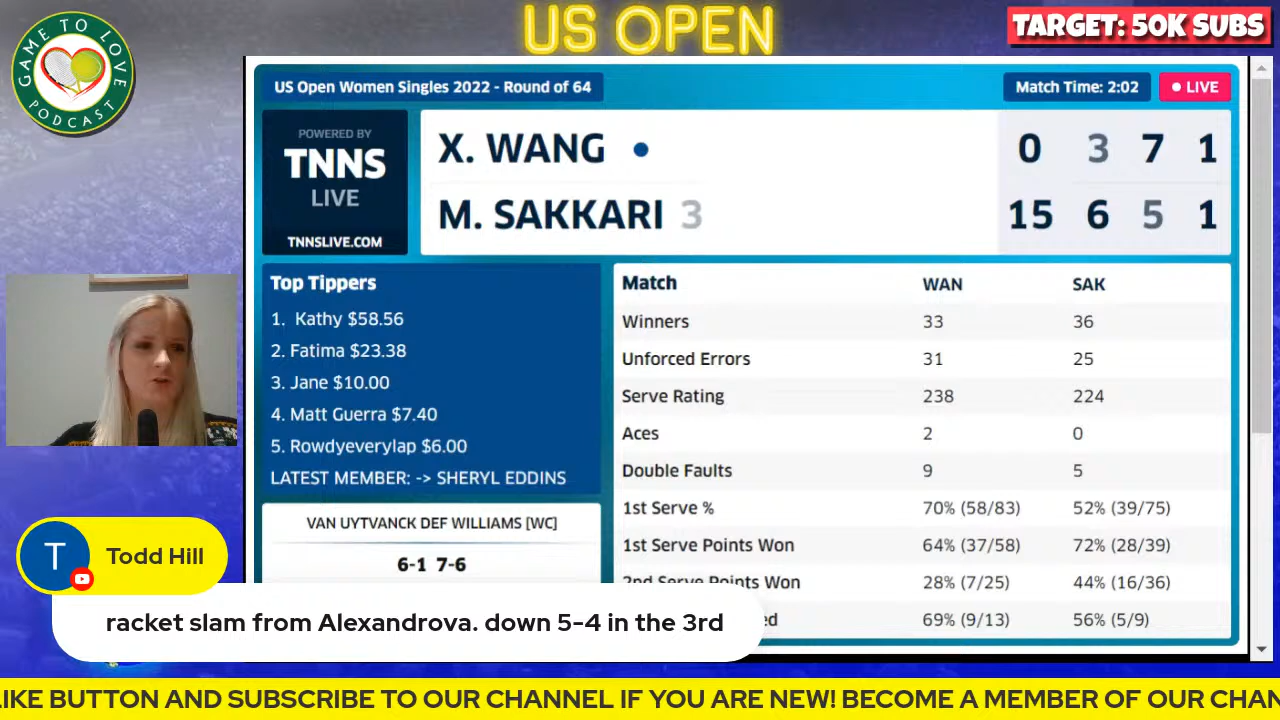 GAME TO LOVE
PODCAST
US OPEN
TARGET: 50K SUBS
US Open Women Singles 2022 - Round of 64
Match Time: 2:02
LIVE
POWERED BY
TNNS
LIVE
TNNSLIVE.COM
X. WANG 0 3 7 1
M. SAKKARI 3 15 6 5 1
Top Tippers
1. Kathy $58.56
2. Fatima $23.38
3. Jane $10.00
4. Matt Guerra $7.40
5. Rowdyeverylap $6.00
LATEST MEMBER: -> SHERYL EDDINS
VAN UYTVANCK DEF WILLIAMS [WC]
6-1 7-6
Match WAN SAK
Winners 33 36
Unforced Errors 31 25
Serve Rating 238 224
Aces 2 0
Double Faults 9 5
1st Serve % 70% (58/83) 52% (39/75)
1st Serve Points Won 64% (37/58) 72% (28/39)
2nd Serve Points Won 28% (7/25) 44% (16/36)
ed 69% (9/13) 56% (5/9)
T Todd Hill
racket slam from Alexandrova. down 5-4 in the 3rd
LIKE BUTTON AND SUBSCRIBE TO OUR CHANNEL IF YOU ARE NEW! BECOME A MEMBER OF OUR CHAN